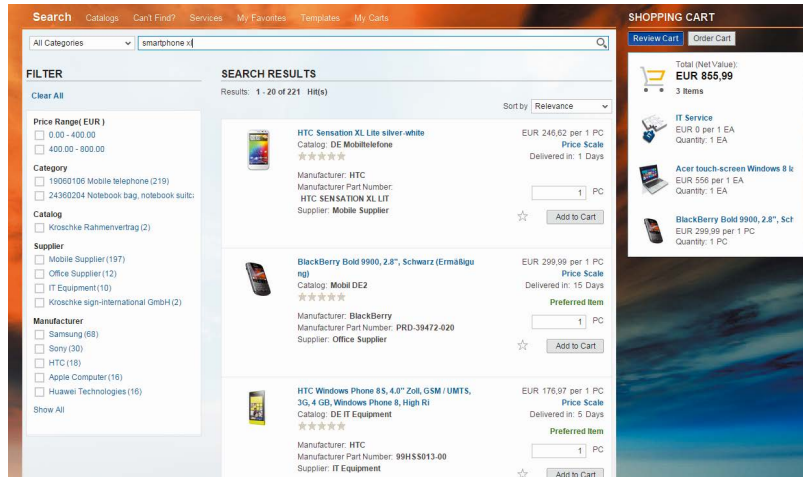 Search Catalogs Can't Find? Services My Favorites Templates My Carts
SHOPPING CART
All Categories smartphone xl
Review Cart Order Cart
FILTER
Clear All
Price Range( EUR )
0.00 - 400.00
400.00 - 800.00
Category
19060106 Mobile telephone (219)
24360204 Notebook bag, notebook suitc
Catalog
Kroschke Rahmenvertrag (2)
Supplier
Mobile Supplier (197)
Office Supplier (12)
IT Equipment (10)
Kroschke sign-international GmbH (2)
Manufacturer
Samsung (68)
Sony (30)
HTC (18)
Apple Computer (16)
Huawei Technologies (16)
Show All
SEARCH RESULTS
Results: 1 - 20 of 221 Hit(s)
Sort by Relevance
HTC Sensation XL Lite silver-white
Catalog: DE Mobiltelefone
Manufacturer: HTC
Manufacturer Part Number:
HTC SENSATION XL LIT
Supplier: Mobile Supplier
EUR 246,62 per 1 PC
Price Scale
Delivered in: 1 Days
1 PC
Add to Cart
BlackBerry Bold 9900, 2.8", Schwarz (Ermäßigu
ng)
Catalog: Mobil DE2
Manufacturer: BlackBerry
Manufacturer Part Number: PRD-39472-020
Supplier: Office Supplier
EUR 299,99 per 1 PC
Price Scale
Delivered in: 15 Days
Preferred Item
1 PC
Add to Cart
HTC Windows Phone 8S, 4.0" Zoll, GSM / UMTS,
3G, 4 GB, Windows Phone 8, High Ri
Catalog: DE IT Equipment
Manufacturer: HTC
Manufacturer Part Number: 99HSS013-00
Supplier: IT Equipment
EUR 176,97 per 1 PC
Price Scale
Delivered in: 5 Days
Preferred Item
1 PC
Add to Cart
Total (Net Value):
EUR 855,99
3 Items
IT Service
EUR 0 per 1 EA
Quantity: 1 EA
Acer touch-screen Windows 8 la
EUR 556 per 1 EA
Quantity: 1 EA
BlackBerry Bold 9900, 2.8", Sch
EUR 299,99 per 1 PC
Quantity: 1 PC